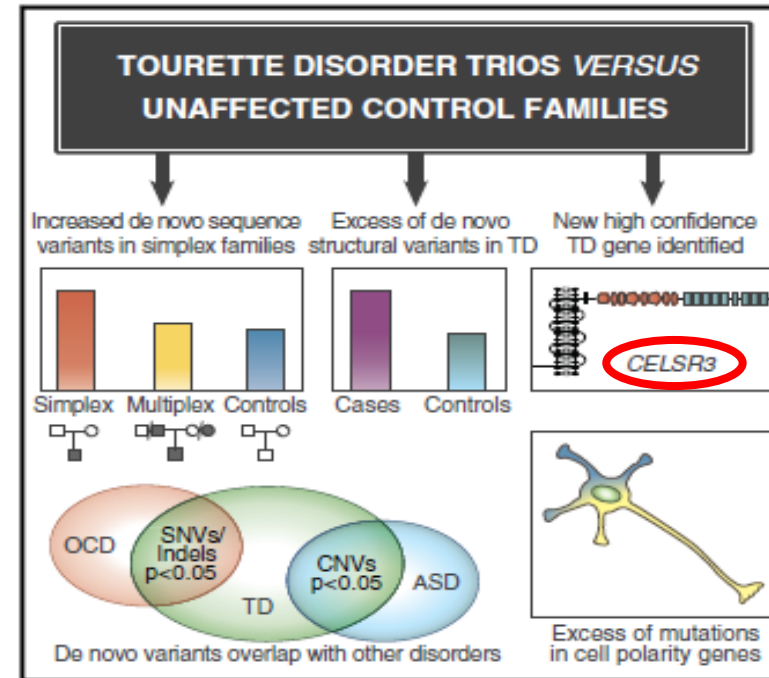 TOURETTE DISORDER TRIOS VERSUS
UNAFFECTED CONTROL FAMILIES
Increased de novo sequence
variants in simplex families
Excess of de novo
structural variants in TD
New high confidence
TD gene identified
CELSR3
Simplex Multiplex Controls
Cases Controls
OCD
SNVs/
Indels
p<0.05
TD
CNVs
p<0.05
ASD
De novo variants overlap with other disorders
Excess of mutations
in cell polarity genes